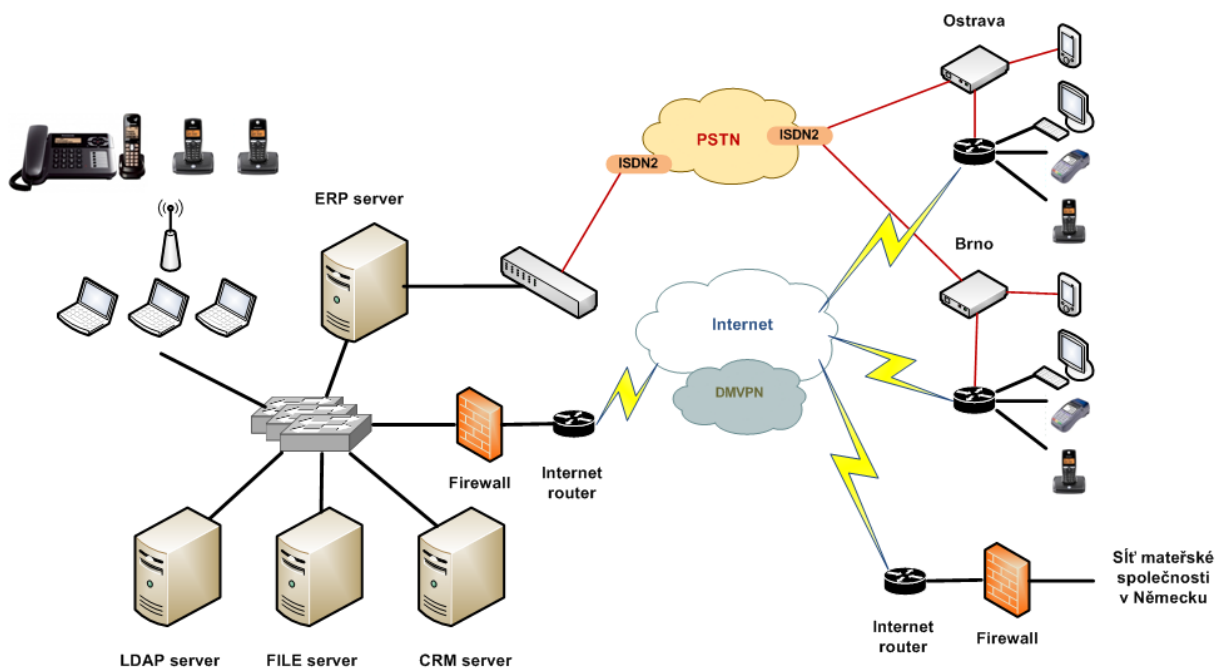 Ostrava
PSTN
ISDN2
ISDN2
ERP server
Brno
Internet
DMVPN
Firewall
Internet
router
Síť mateřské
společnosti
v Německu
Internet
router
Firewall
LDAP server
FILE server
CRM server